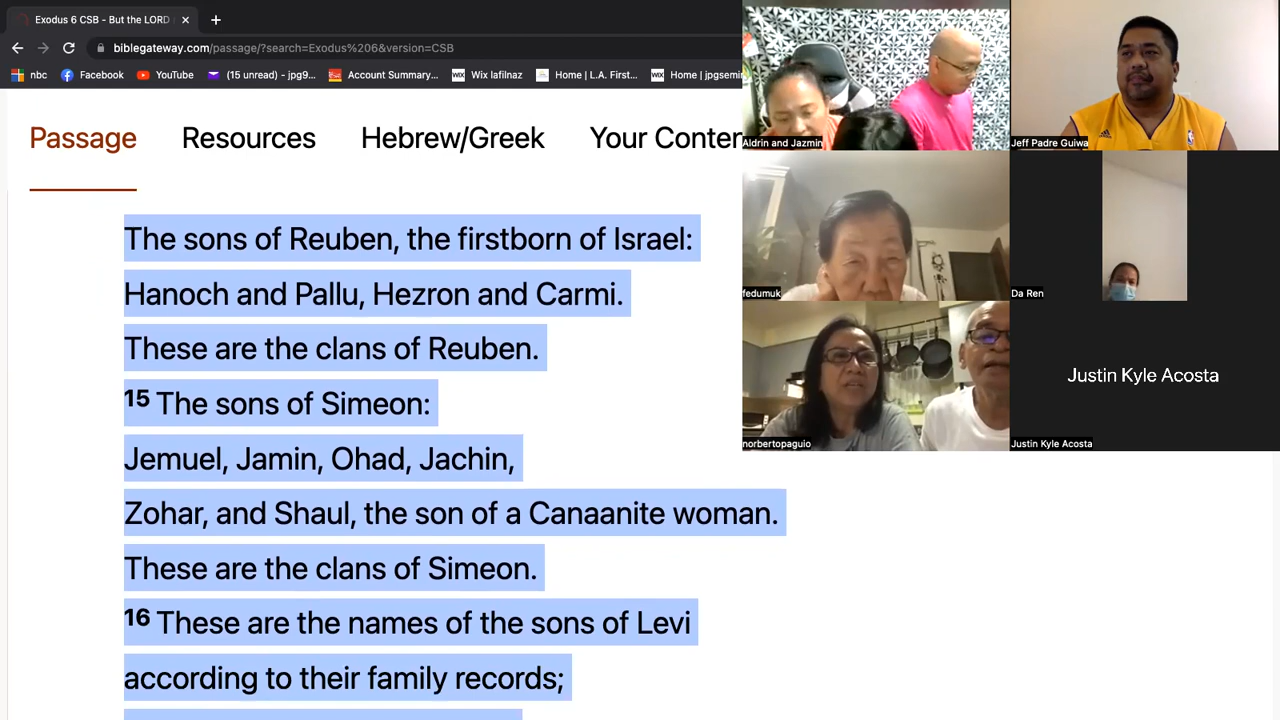 Exodus 6 CSB - But the LORD
biblegateway.com/passage/?search=Exodus%206&version=CSB
nbc
Facebook
YouTube
(15 unread) - jpg9...
Account Summary...
Wix lafilnaz
Home | L.A. First...
Home | jpgsemi
Passage
Resources
Hebrew/Greek
Your Conten
The sons of Reuben, the firstborn of Israel:
Hanoch and Pallu, Hezron and Carmi.
These are the clans of Reuben.
15 The sons of Simeon:
Jemuel, Jamin, Ohad, Jachin,
Zohar, and Shaul, the son of a Canaanite woman.
These are the clans of Simeon.
16 These are the names of the sons of Levi
according to their family records;
Aldrin and Jazmin
Jeff Padre Guiwa
fedumuk
Da Ren
norbertopaguio
Justin Kyle Acosta
Justin Kyle Acosta